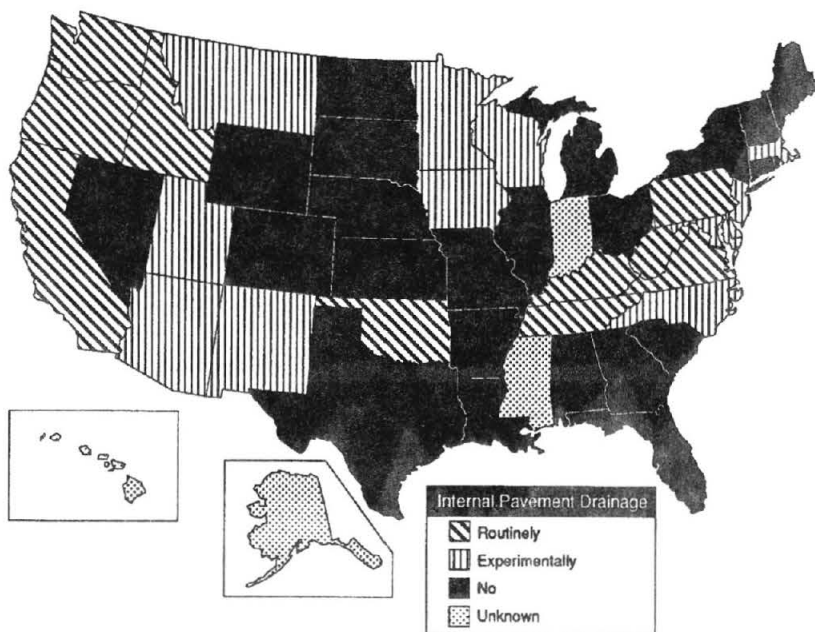 Internal Pavement Drainage
Routinely
Experimentally
No
Unknown